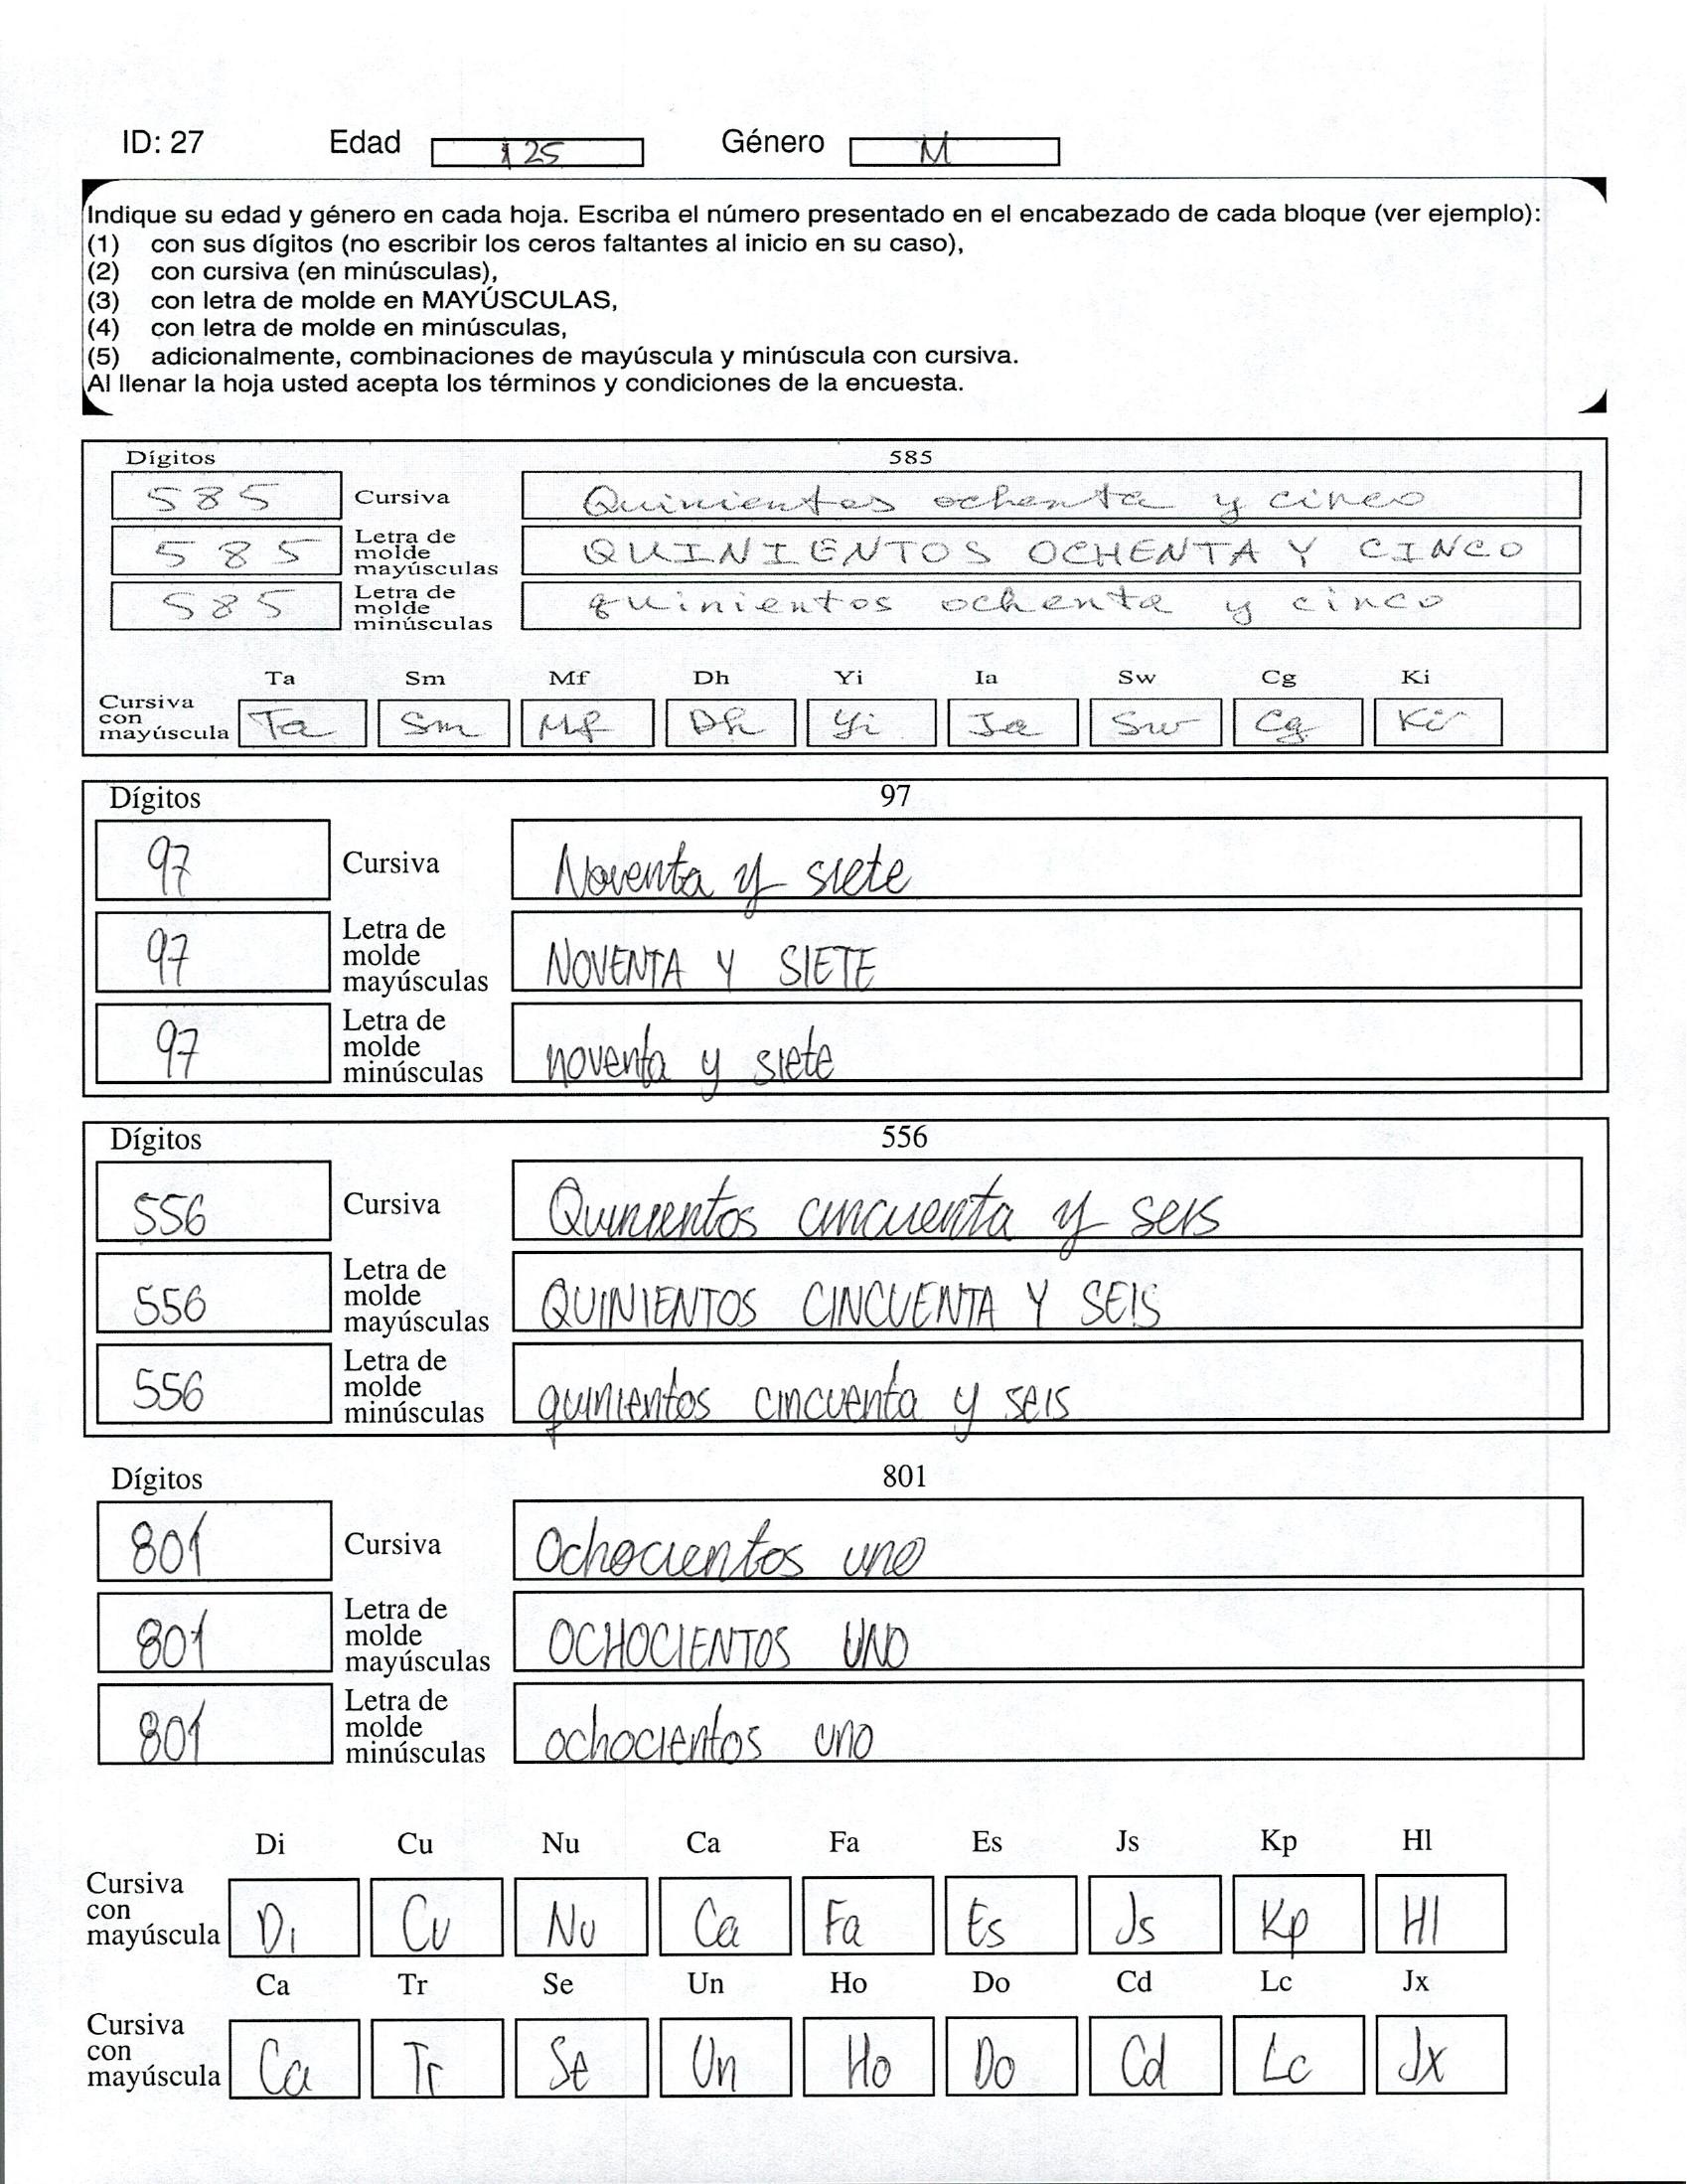 ID: 27 Edad 25 Género M
Indique su edad y género en cada hoja. Escriba el número presentado en el encabezado de cada bloque (ver ejemplo):
(1) con sus dígitos (no escribir los ceros faltantes al inicio en su caso),
(2) con cursiva (en minúsculas),
(3) con letra de molde en MAYÚSCULAS,
(4) con letra de molde en minúsculas,
(5) adicionalmente, combinaciones de mayúscula y minúscula con cursiva.
Al llenar la hoja usted acepta los términos y condiciones de la encuesta.
Dígitos 585
585 Cursiva Quinientos ochenta y cinco
585 Letra de molde mayúsculas QUINIENTOS OCHENTA Y CINCO
585 Letra de molde minúsculas quinientos ochenta y cinco
Ta Sm Mf Dh Yi Ia Sw Cg Ki
Cursiva con mayúscula Ta Sm Mf Dh Yi Ia Sw Cg Ki
Dígitos 97
97 Cursiva Noventa y siete
97 Letra de molde mayúsculas NOVENTA Y SIETE
97 Letra de molde minúsculas noventa y siete
Dígitos 556
556 Cursiva Quinientos cincuenta y seis
556 Letra de molde mayúsculas QUINIENTOS CINCUENTA Y SEIS
556 Letra de molde minúsculas quinientos cincuenta y seis
Dígitos 801
801 Cursiva Ochocientos uno
801 Letra de molde mayúsculas OCHOCIENTOS UNO
801 Letra de molde minúsculas ochocientos uno
Di Cu Nu Ca Fa Es Js Kp Hl
Cursiva con mayúscula Di Cu Nu Ca Fa Es Js Kp Hl
Ca Tr Se Un Ho Do Cd Lc Jx
Cursiva con mayúscula Ca Tr Se Un Ho Do Cd Lc Jx